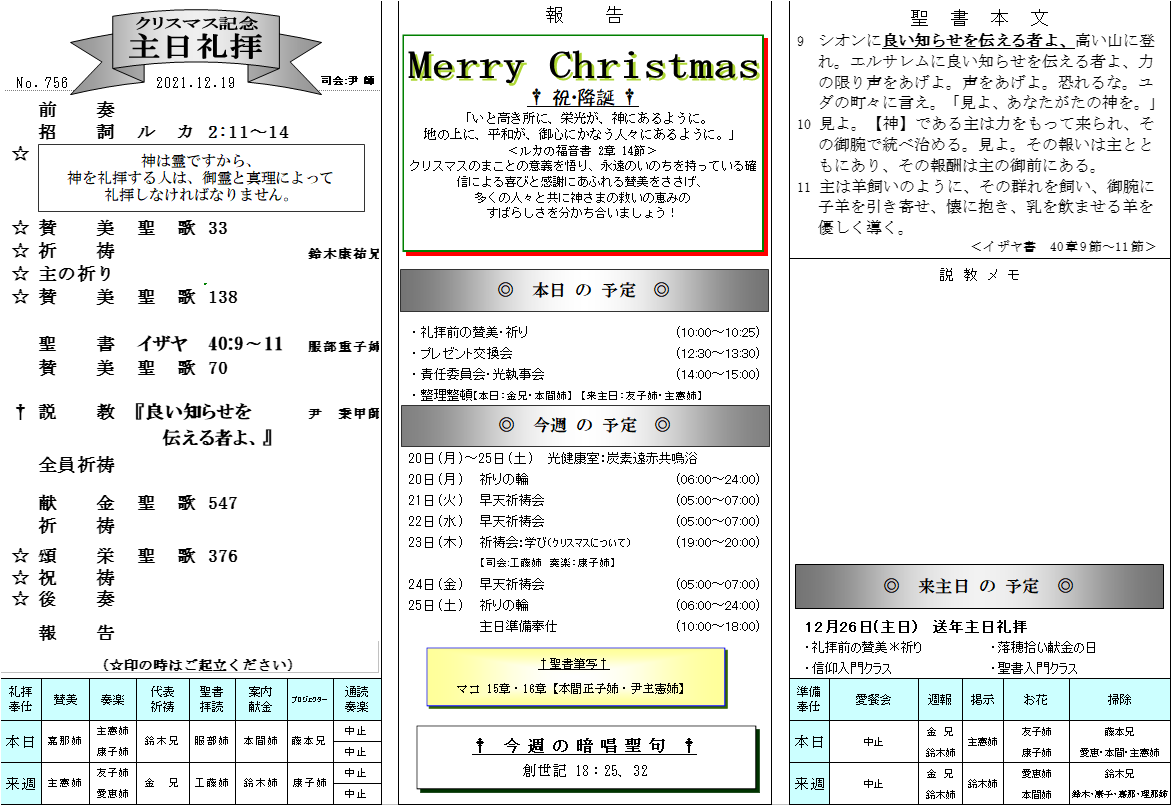 クリスマス記念
主日礼拝
No. 756
2021.12.19
司会:尹 師
前　奏
招　詞　ル　カ　2：11～14
☆
神は霊ですから、
神を礼拝する人は、御霊と真理によって
礼拝しなければなりません。
☆ 賛　美　聖　歌　33
☆ 祈　祷　鈴木康祐兄
☆ 主の祈り
☆ 賛　美　聖　歌　138
聖　書　イザヤ　40:9～11　服部重子姉
賛　美　聖　歌　70
† 説　教　『良い知らせを　尹　秉甲師
伝える者よ、』
全員祈祷
献　金　聖　歌　547
祈　祷
☆ 頌　栄　聖　歌　376
☆ 祝　祷
☆ 後　奏
報　告
(☆印の時はご起立ください)
礼拝奉仕　賛美　奏楽　代表祈祷　聖書拝読　案内献金　プロジェクター　通読奏楽
本日　嘉那姉　主憲姉 康子姉　鈴木兄　服部姉　本間姉　藤本兄　中止 中止
来週　主憲姉　友子姉 愛恵姉　金　兄　工藤姉　鈴木姉　康子姉　中止 中止
報　告
Merry Christmas
† 祝・降誕 †
「いと高き所に、栄光が、神にあるように。
地の上に、平和が、御心にかなう人々にあるように。」
＜ルカの福音書 2章 14節＞
クリスマスのまことの意義を悟り、永遠のいのちを持っている確
信による喜びと感謝にあふれる賛美をささげ、
多くの人々と共に神さまの救いの恵みの
すばらしさを分かち合いましょう！
◎　本日 の 予定　◎
・礼拝前の賛美・祈り　(10:00～10:25)
・プレゼント交換会　(12:30～13:30)
・責任委員会・光執事会　(14:00～15:00)
・整理整頓【本日：金兄・本間姉】【来主日：友子姉・主憲姉】
◎　今週 の 予定　◎
20日(月)～25日(土)　光健康室：炭素遠赤共鳴浴
20日(月)　祈りの輪　(06:00～24:00)
21日(火)　早天祈祷会　(05:00～07:00)
22日(水)　早天祈祷会　(05:00～07:00)
23日(木)　祈祷会:学び(クリスマスについて)　(19:00～20:00)
【司会:工藤姉　奏楽：康子姉】
24日(金)　早天祈祷会　(05:00～07:00)
25日(土)　祈りの輪　(06:00～24:00)
主日準備奉仕　(10:00～18:00)
†聖書筆写†
マコ 15章・16章【本間正子姉・尹主憲姉】
†　今週の暗唱聖句　†
創世記 18：25、32
聖 書 本 文
9　シオンに良い知らせを伝える者よ、高い山に登
れ。エルサレムに良い知らせを伝える者よ、力
の限り声をあげよ。声をあげよ。恐れるな。ユ
ダの町々に言え。「見よ、あなたがたの神を。」
10　見よ。【神】である主は力をもって来られ、そ
の御腕で統べ治める。見よ。その報いは主とと
もにあり、その報酬は主の御前にある。
11　主は羊飼いのように、その群れを飼い、御腕に
子羊を引き寄せ、懐に抱き、乳を飲ませる羊を
優しく導く。
＜イザヤ書　40章9節～11節＞
説 教 メ モ
◎　来主日 の 予定　◎
12月26日(主日)　送年主日礼拝
・礼拝前の賛美＊祈り　・落穂拾い献金の日
・信仰入門クラス　・聖書入門クラス
準備奉仕　愛餐会　週報　掲示　お花　掃除
本日　中止　金　兄 鈴木姉　主憲姉　友子姉 康子姉　藤本兄 愛恵・本間・主憲姉
来週　中止　金　兄 鈴木姉　鈴木姉　愛恵姉 本間姉　鈴木兄 鈴木・康子・嘉那・理那姉